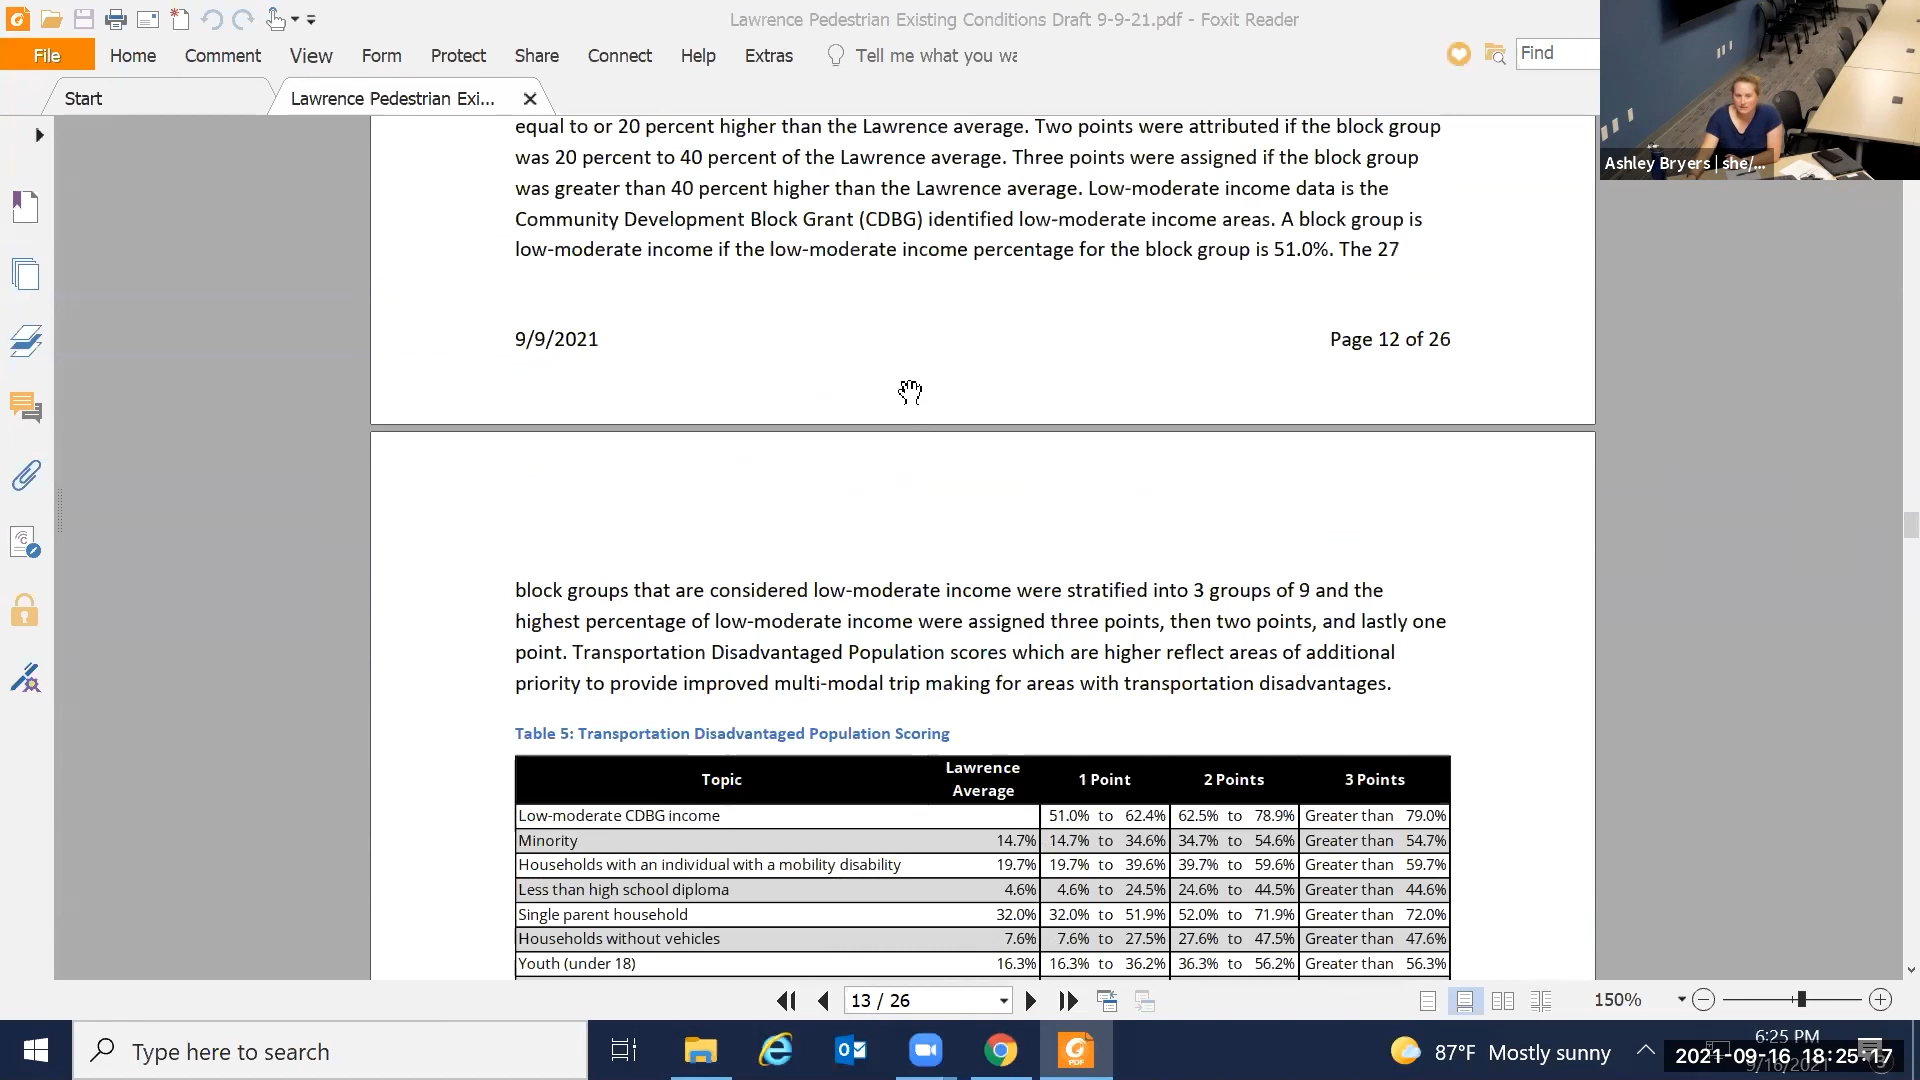 Lawrence Pedestrian Existing Conditions Draft 9-9-21.pdf - Foxit Reader
File Home Comment View Form Protect Share Connect Help Extras Tell me what you wa Find
Start Lawrence Pedestrian Exi...
Ashley Bryers | she/...
equal to or 20 percent higher than the Lawrence average. Two points were attributed if the block group
was 20 percent to 40 percent of the Lawrence average. Three points were assigned if the block group
was greater than 40 percent higher than the Lawrence average. Low-moderate income data is the
Community Development Block Grant (CDBG) identified low-moderate income areas. A block group is
low-moderate income if the low-moderate income percentage for the block group is 51.0%. The 27
9/9/2021 Page 12 of 26
block groups that are considered low-moderate income were stratified into 3 groups of 9 and the
highest percentage of low-moderate income were assigned three points, then two points, and lastly one
point. Transportation Disadvantaged Population scores which are higher reflect areas of additional
priority to provide improved multi-modal trip making for areas with transportation disadvantages.
Table 5: Transportation Disadvantaged Population Scoring
Topic Lawrence Average 1 Point 2 Points 3 Points
Low-moderate CDBG income 51.0% to 62.4% 62.5% to 78.9% Greater than 79.0%
Minority 14.7% 14.7% to 34.6% 34.7% to 54.6% Greater than 54.7%
Households with an individual with a mobility disability 19.7% 19.7% to 39.6% 39.7% to 59.6% Greater than 59.7%
Less than high school diploma 4.6% 4.6% to 24.5% 24.6% to 44.5% Greater than 44.6%
Single parent household 32.0% 32.0% to 51.9% 52.0% to 71.9% Greater than 72.0%
Households without vehicles 7.6% 7.6% to 27.5% 27.6% to 47.5% Greater than 47.6%
Youth (under 18) 16.3% 16.3% to 36.2% 36.3% to 56.2% Greater than 56.3%
13 / 26 150%
Type here to search
PDF
87°F Mostly sunny
6:25 PM
2021-09-16 18:25:17
9/16/2021